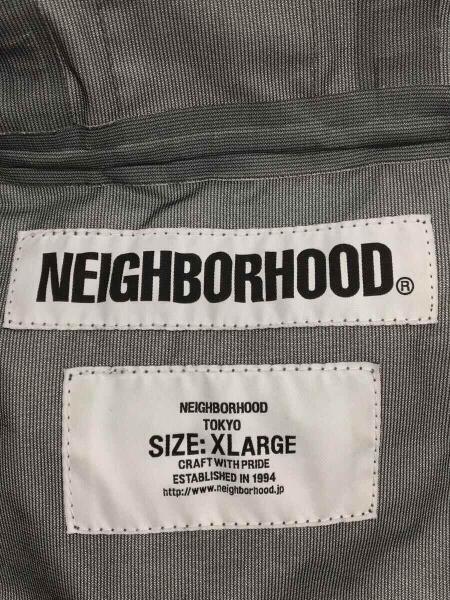 NEIGHBORHOOD®
NEIGHBORHOOD
TOKYO
SIZE: XLARGE
CRAFT WITH PRIDE
ESTABLISHED IN 1994
http://www.neighborhood.jp